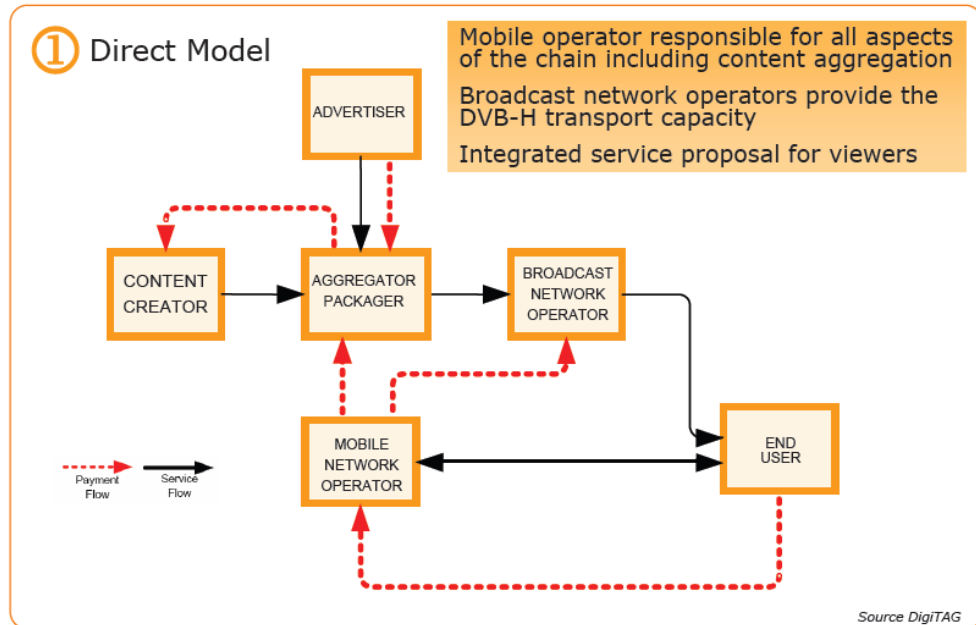 ① Direct Model
Mobile operator responsible for all aspects
of the chain including content aggregation
Broadcast network operators provide the
DVB-H transport capacity
Integrated service proposal for viewers
ADVERTISER
CONTENT
CREATOR
AGGREGATOR
PACKAGER
BROADCAST
NETWORK
OPERATOR
MOBILE
NETWORK
OPERATOR
END
USER
Payment
Flow
Service
Flow
Source DigiTAG